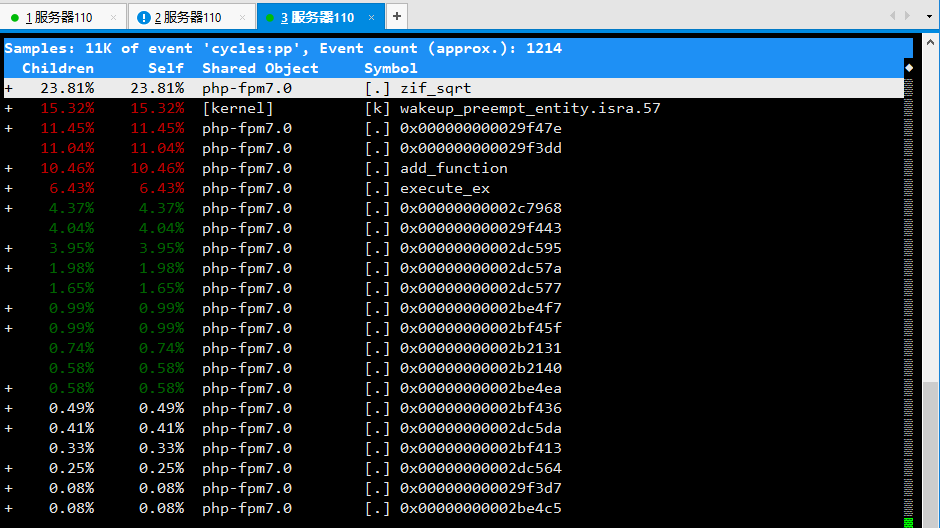 1 服务器110 × 2 服务器110 × 3 服务器110 × +
Samples: 11K of event 'cycles:pp', Event count (approx.): 1214
Children Self Shared Object Symbol
+ 23.81% 23.81% php-fpm7.0 [.] zif_sqrt
+ 15.32% 15.32% [kernel] [k] wakeup_preempt_entity.isra.57
+ 11.45% 11.45% php-fpm7.0 [.] 0x000000000029f47e
11.04% 11.04% php-fpm7.0 [.] 0x000000000029f3dd
+ 10.46% 10.46% php-fpm7.0 [.] add_function
+ 6.43% 6.43% php-fpm7.0 [.] execute_ex
+ 4.37% 4.37% php-fpm7.0 [.] 0x00000000002c7968
4.04% 4.04% php-fpm7.0 [.] 0x000000000029f443
+ 3.95% 3.95% php-fpm7.0 [.] 0x00000000002dc595
+ 1.98% 1.98% php-fpm7.0 [.] 0x00000000002dc57a
1.65% 1.65% php-fpm7.0 [.] 0x00000000002dc577
+ 0.99% 0.99% php-fpm7.0 [.] 0x00000000002be4f7
+ 0.99% 0.99% php-fpm7.0 [.] 0x00000000002bf45f
0.74% 0.74% php-fpm7.0 [.] 0x00000000002b2131
0.58% 0.58% php-fpm7.0 [.] 0x00000000002b2140
+ 0.58% 0.58% php-fpm7.0 [.] 0x00000000002be4ea
+ 0.49% 0.49% php-fpm7.0 [.] 0x00000000002bf436
+ 0.41% 0.41% php-fpm7.0 [.] 0x00000000002dc5da
0.33% 0.33% php-fpm7.0 [.] 0x00000000002bf413
+ 0.25% 0.25% php-fpm7.0 [.] 0x00000000002dc564
+ 0.08% 0.08% php-fpm7.0 [.] 0x000000000029f3d7
+ 0.08% 0.08% php-fpm7.0 [.] 0x00000000002be4c5